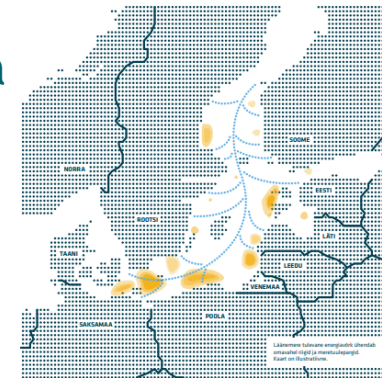 SOOME
NORRA
EESTI
ROOTSI
LÄTI
TAANI
LEEDU
VENEMAA
POOLA
SAKSAMAA
Läänemere tulevane energiavõrk ühendab
omavahel riigid ja meretuulepargid.
Kaart on illustratiivne.